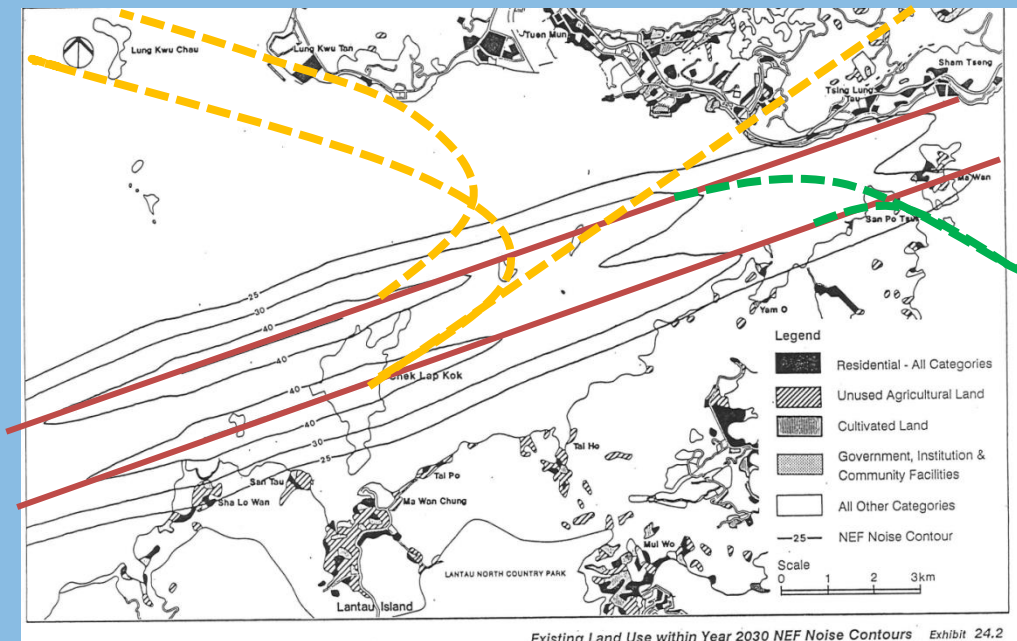 Lung Kwu Chau
Lung Kwu Tan
Tuen Mun
Sham Tseng
Tsing Lung
Tau
Ma Wan
San Po Tsui
Yam O
Chek Lap Kok
25
30
40
40
40
40
30
25
San Tau
Sha Lo Wan
Tai Po
Ma Wan Chung
Tai Ho
Mui Wo
LANTAU NORTH COUNTRY PARK
Lantau Island
Legend
Residential - All Categories
Unused Agricultural Land
Cultivated Land
Government, Institution &
Community Facilities
All Other Categories
—25— NEF Noise Contour
Scale
0 1 2 3km
Existing Land Use within Year 2030 NEF Noise Contours Exhibit 24.2